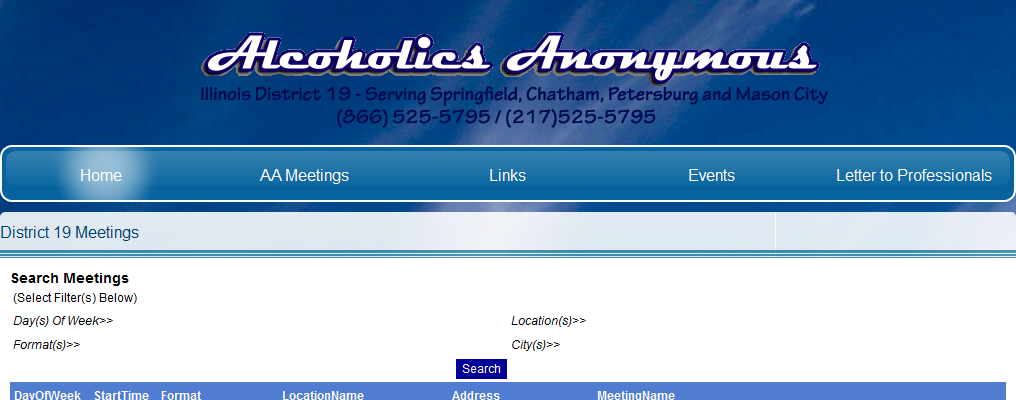 Alcoholics Anonymous
Illinois District 19 - Serving Springfield, Chatham, Petersburg and Mason City
(866) 525-5795 / (217)525-5795
Home AA Meetings Links Events Letter to Professionals
District 19 Meetings
Search Meetings
(Select Filter(s) Below)
Day(s) Of Week>> Location(s)>>
Format(s)>> City(s)>>
Search
DayOfWeek StartTime Format LocationName Address MeetingName